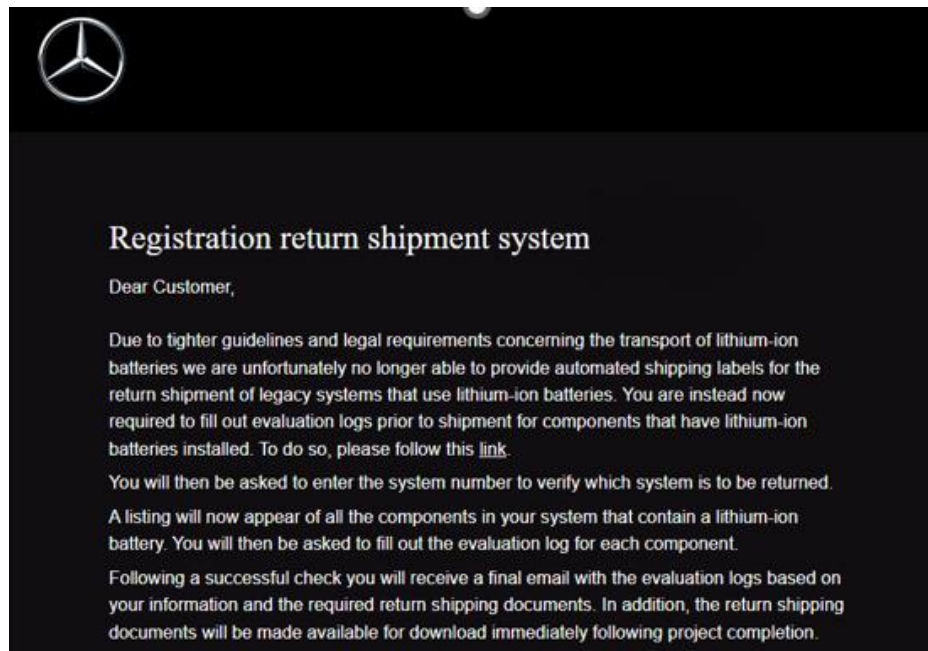 Registration return shipment system
Dear Customer,
Due to tighter guidelines and legal requirements concerning the transport of lithium-ion
batteries we are unfortunately no longer able to provide automated shipping labels for the
return shipment of legacy systems that use lithium-ion batteries. You are instead now
required to fill out evaluation logs prior to shipment for components that have lithium-ion
batteries installed. To do so, please follow this link.
You will then be asked to enter the system number to verify which system is to be returned.
A listing will now appear of all the components in your system that contain a lithium-ion
battery. You will then be asked to fill out the evaluation log for each component.
Following a successful check you will receive a final email with the evaluation logs based on
your information and the required return shipping documents. In addition, the return shipping
documents will be made available for download immediately following project completion.